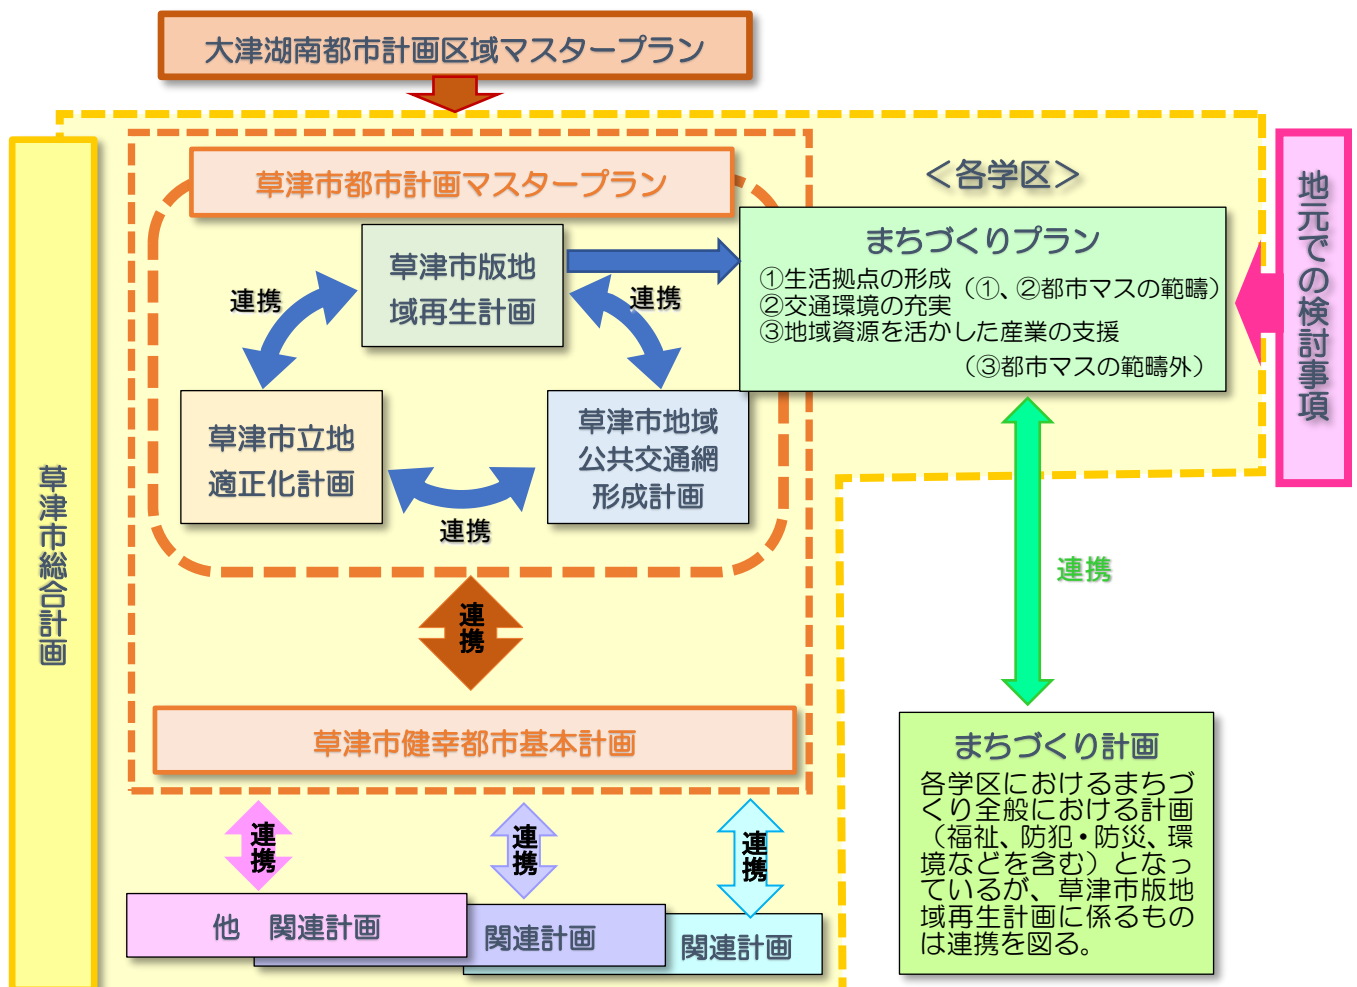 大津湖南都市計画区域マスタープラン
草津市総合計画
草津市都市計画マスタープラン
草津市版地
域再生計画
連携
連携
草津市立地
適正化計画
草津市地域
公共交通網
形成計画
連携
連携
草津市健幸都市基本計画
連携
連携
連携
他　関連計画
関連計画
関連計画
＜各学区＞
まちづくりプラン
①生活拠点の形成
②交通環境の充実
（①、②都市マスの範疇）
③地域資源を活かした産業の支援
（③都市マスの範疇外）
地元での検討事項
連携
まちづくり計画
各学区におけるまちづ
くり全般における計画
（福祉、防犯・防災、環
境などを含む）となっ
ているが、草津市版地
域再生計画に係るもの
は連携を図る。